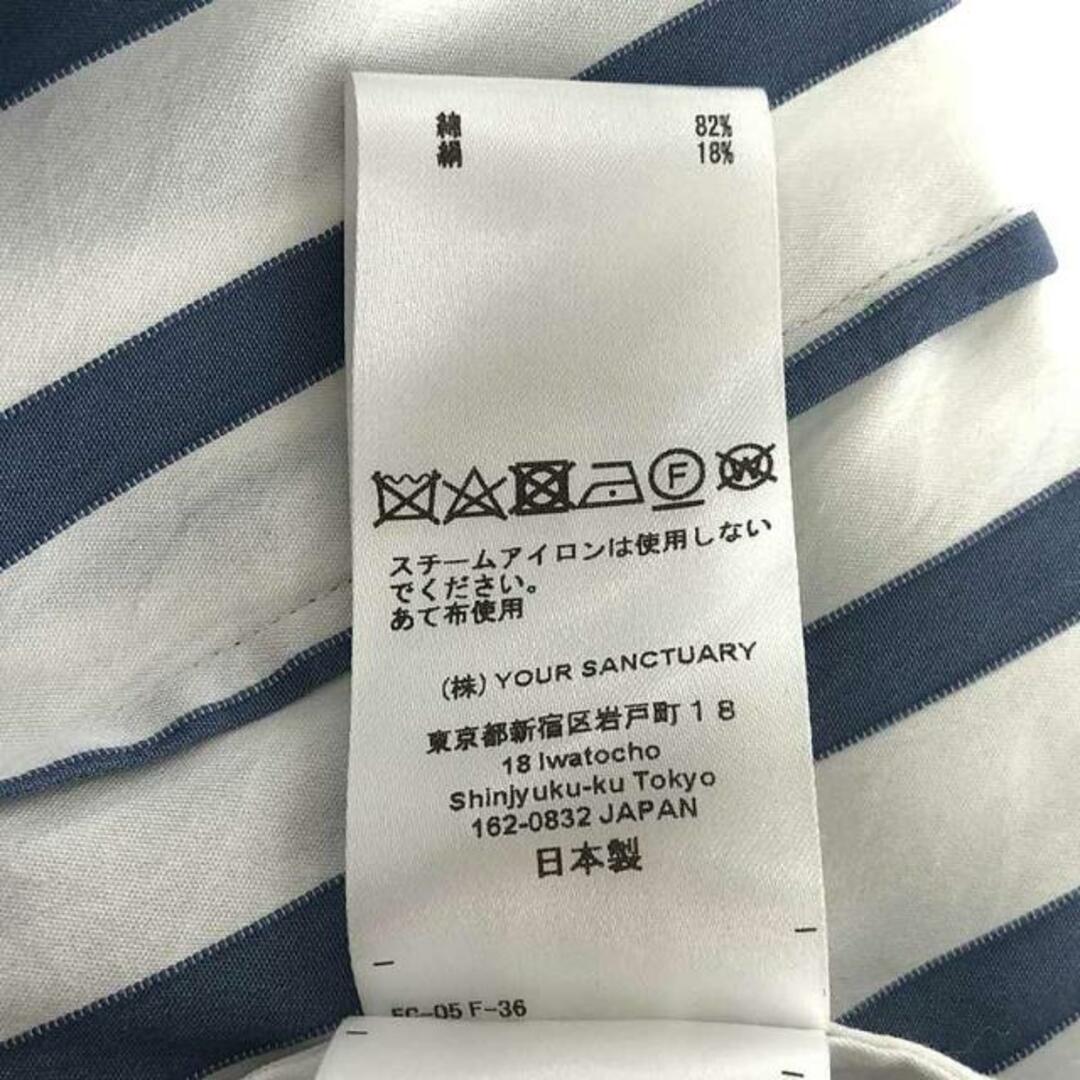 綿 82%
絹 18%
F W
スチームアイロンは使用しない
でください。
あて布使用
(株) YOUR SANCTUARY
東京都新宿区岩戸町18
18 Iwatocho
Shinjyuku-ku Tokyo
162-0832 JAPAN
日本製
F-36